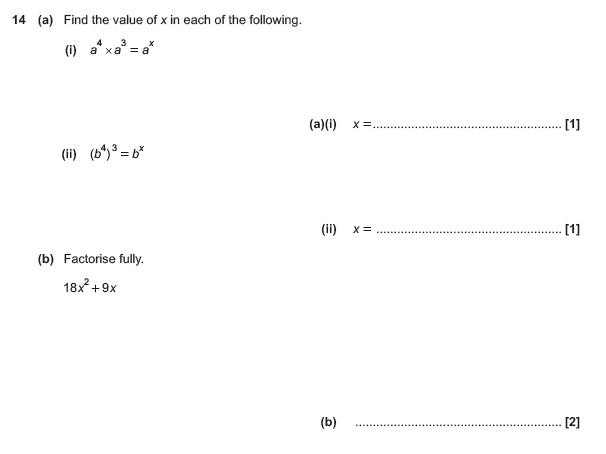 14 (a) Find the value of x in each of the following.
(i) a⁴ × a³ = aˣ
(a)(i) x = ...................................................... [1]
(ii) (b⁴)³ = bˣ
(ii) x = ...................................................... [1]
(b) Factorise fully.
18x² + 9x
(b) ............................................................ [2]